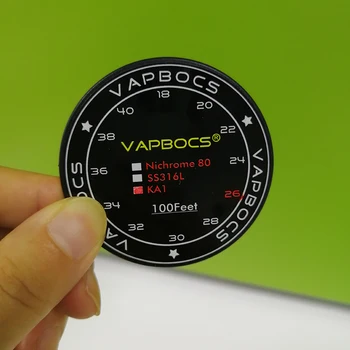 VAPBOCS
18
20
22
24
26
28
30
32
34
36
38
40
VAPBOCS®
Nichrome 80
SS316L
KA1
100Feet
VAPBOCS
VAPBOCS